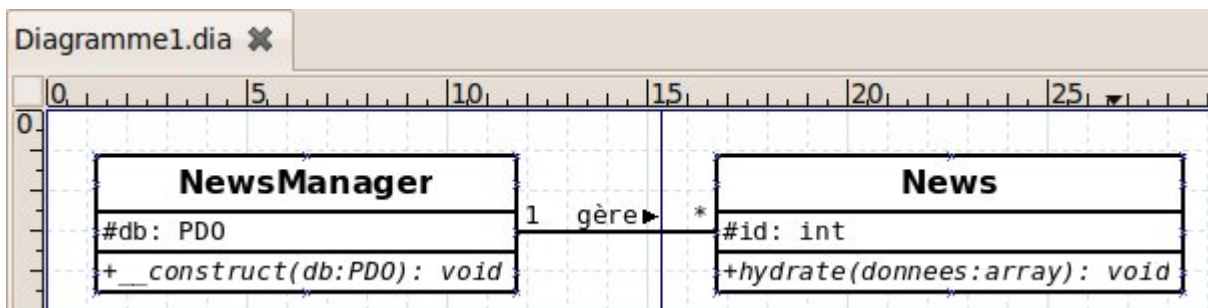 Diagramme1.dia ✖
0 5 10 15 20 25
0
NewsManager
#db: PDO
+__construct(db:PDO): void
1 gère▶ *
News
#id: int
+hydrate(donnees:array): void